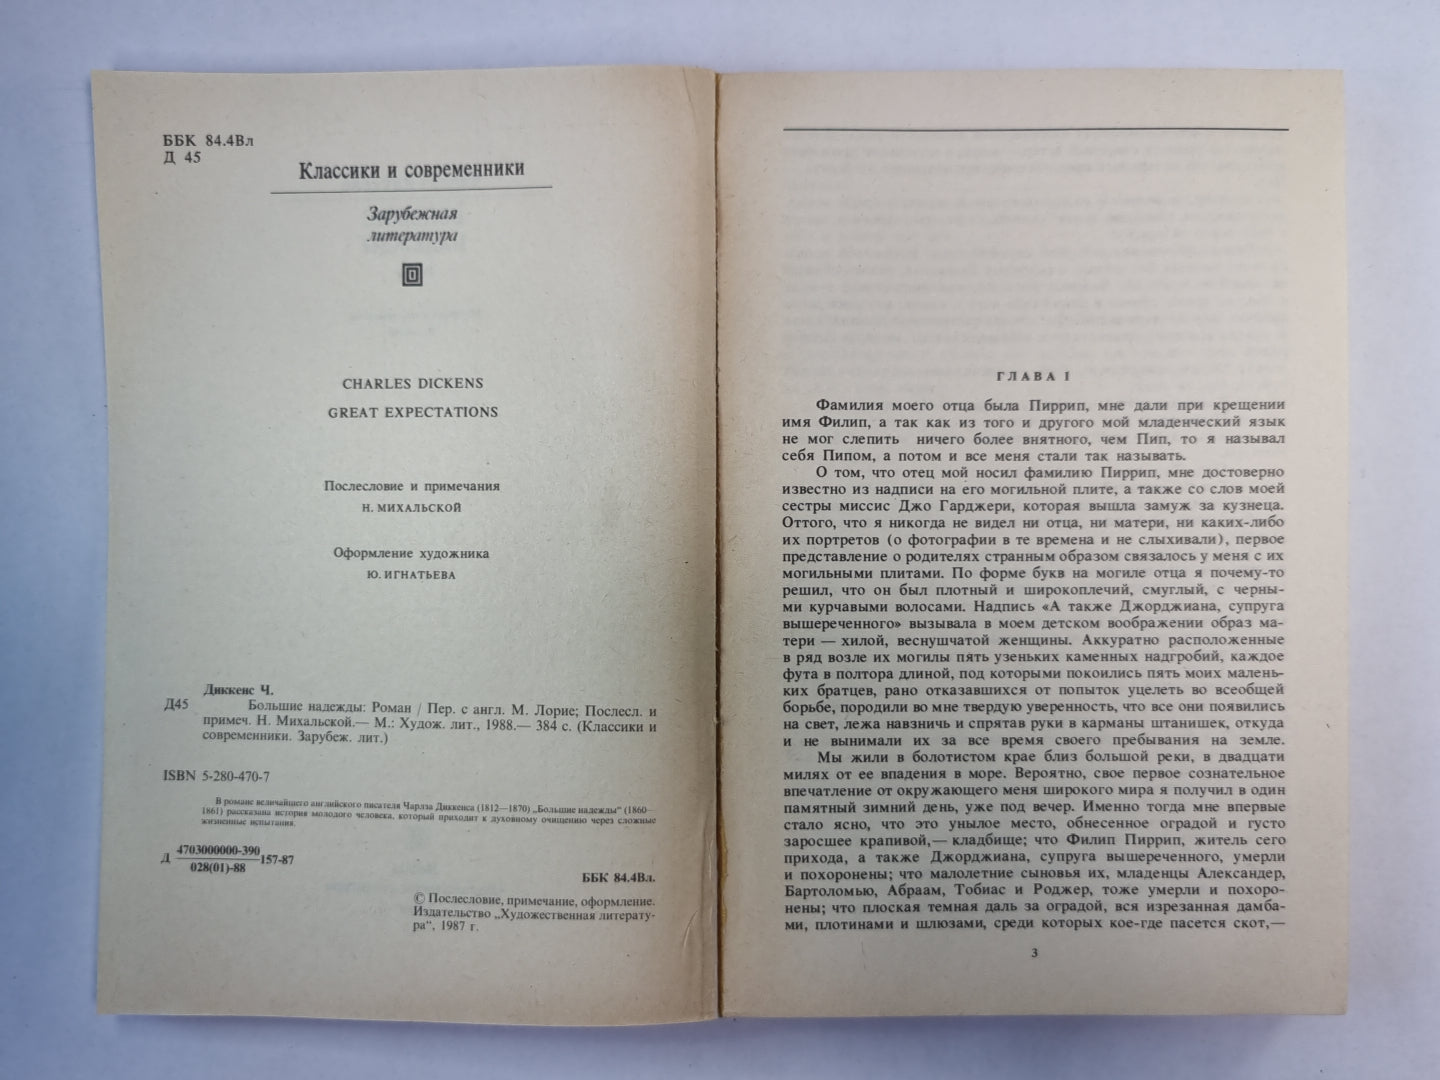 ББК 84.4Вл
Д 45
Классики и современники
Зарубежная
литература
CHARLES DICKENS
GREAT EXPECTATIONS
Послесловие и примечания
Н. МИХАЛЬСКОЙ
Оформление художника
Ю. ИГНАТЬЕВА
Диккенс Ч.
Д45 Большие надежды: Роман / Пер. с англ. М. Лорие; Послесл. и
примеч. Н. Михальской.— М.: Худож. лит., 1988.— 384 с. (Классики и
современники. Зарубеж. лит.)
ISBN 5-280-470-7
В романе величайшего английского писателя Чарлза Диккенса (1812—1870) „Большие надежды“ (1860—
1861) рассказана история молодого человека, который приходит к духовному очищению через сложные
жизненные испытания.
Д 4703000000-390 157-87
028(01)-88
ББК 84.4Вл.
© Послесловие, примечание, оформление.
Издательство „Художественная литерату-
ра“, 1987 г.
ГЛАВА I
Фамилия моего отца была Пиррип, мне дали при крещении
имя Филип, а так как из того и другого мой младенческий язык
не мог слепить ничего более внятного, чем Пип, то я называл
себя Пипом, а потом и все меня стали так называть.
О том, что отец мой носил фамилию Пиррип, мне достоверно
известно из надписи на его могильной плите, а также со слов моей
сестры миссис Джо Гарджери, которая вышла замуж за кузнеца.
Оттого, что я никогда не видел ни отца, ни матери, ни каких-либо
их портретов (о фотографии в те времена и не слыхивали), первое
представление о родителях странным образом связалось у меня с их
могильными плитами. По форме букв на могиле отца я почему-то
решил, что он был плотный и широкоплечий, смуглый, с черны-
ми курчавыми волосами. Надпись «А также Джорджиана, супруга
вышереченного» вызывала в моем детском воображении образ ма-
тери — хилой, веснушчатой женщины. Аккуратно расположенные
в ряд возле их могилы пять узеньких каменных надгробий, каждое
фута в полтора длиной, под которыми покоились пять моих малень-
ких братцев, рано отказавшихся от попыток уцелеть во всеобщей
борьбе, породили во мне твердую уверенность, что все они появились
на свет, лежа навзничь и спрятав руки в карманы штанишек, откуда
и не вынимали их за все время своего пребывания на земле.
Мы жили в болотистом крае близ большой реки, в двадцати
милях от ее впадения в море. Вероятно, свое первое сознательное
впечатление от окружающего меня широкого мира я получил в один
памятный зимний день, уже под вечер. Именно тогда мне впервые
стало ясно, что это унылое место, обнесенное оградой и густо
заросшее крапивой,— кладбище; что Филип Пиррип, житель сего
прихода, а также Джорджиана, супруга вышереченного, умерли
и похоронены; что малолетние сыновья их, младенцы Александер,
Бартоломью, Абраам, Тобиас и Роджер, тоже умерли и похоро-
нены; что плоская темная даль за оградой, вся изрезанная дамба-
ми, плотинами и шлюзами, среди которых кое-где пасется скот,—
3